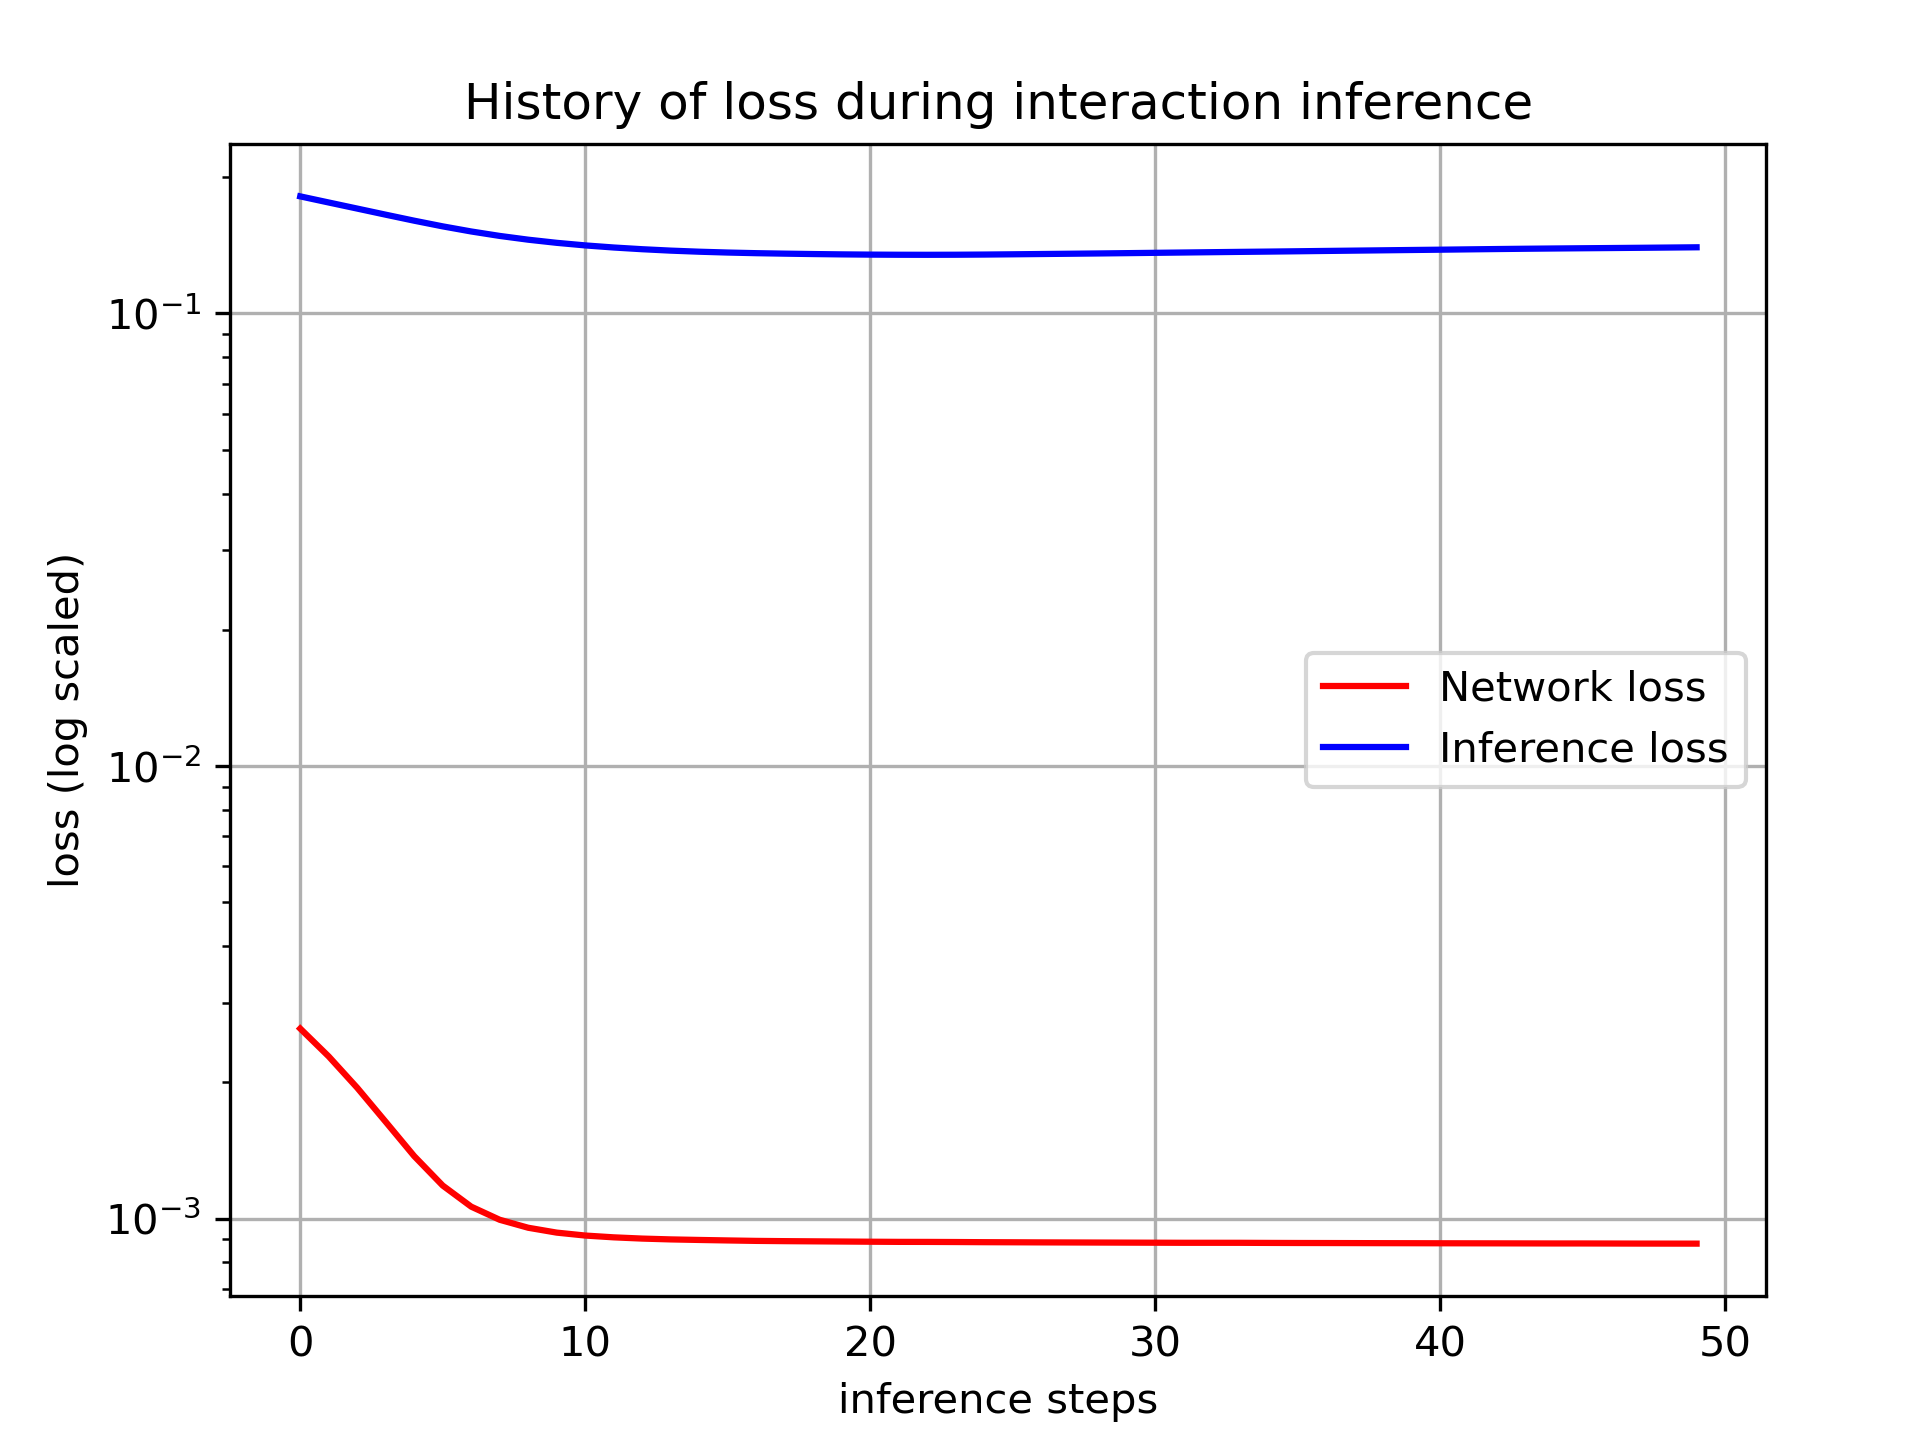 History of loss during interaction inference
loss (log scaled)
10⁻¹
10⁻²
10⁻³
Network loss
Inference loss
0 10 20 30 40 50
inference steps